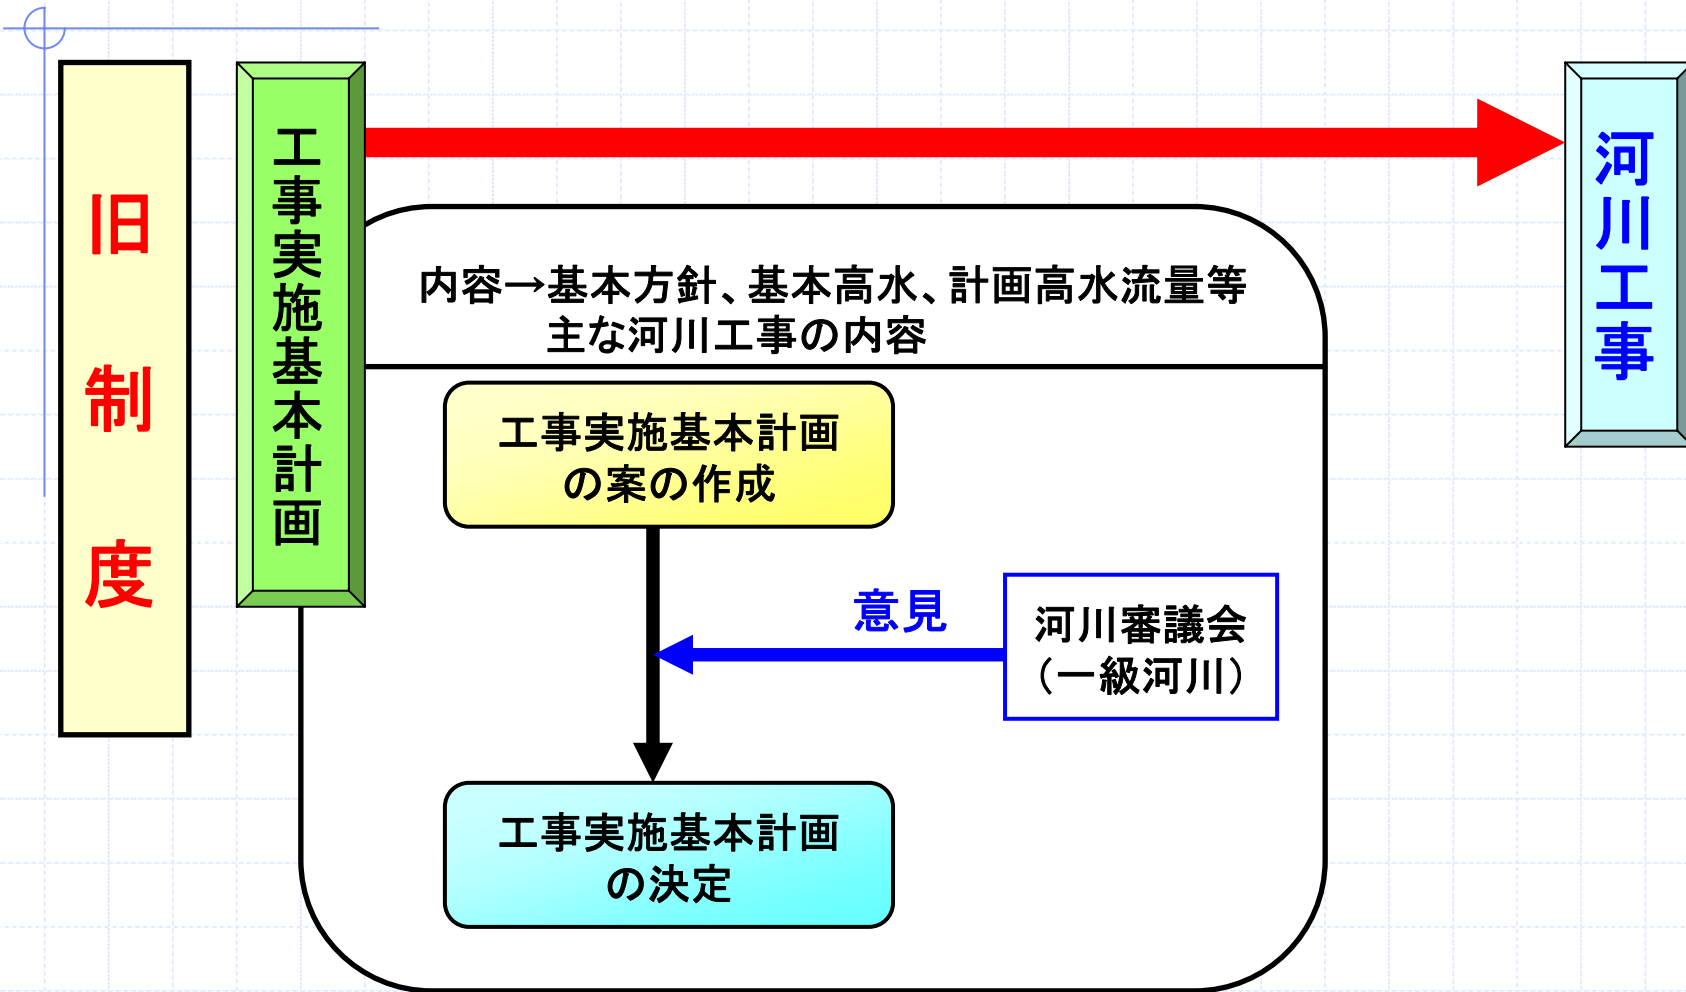 旧制度
工事実施基本計画
河川工事
内容→基本方針、基本高水、計画高水流量等
主な河川工事の内容
工事実施基本計画
の案の作成
意見
河川審議会
（一級河川）
工事実施基本計画
の決定